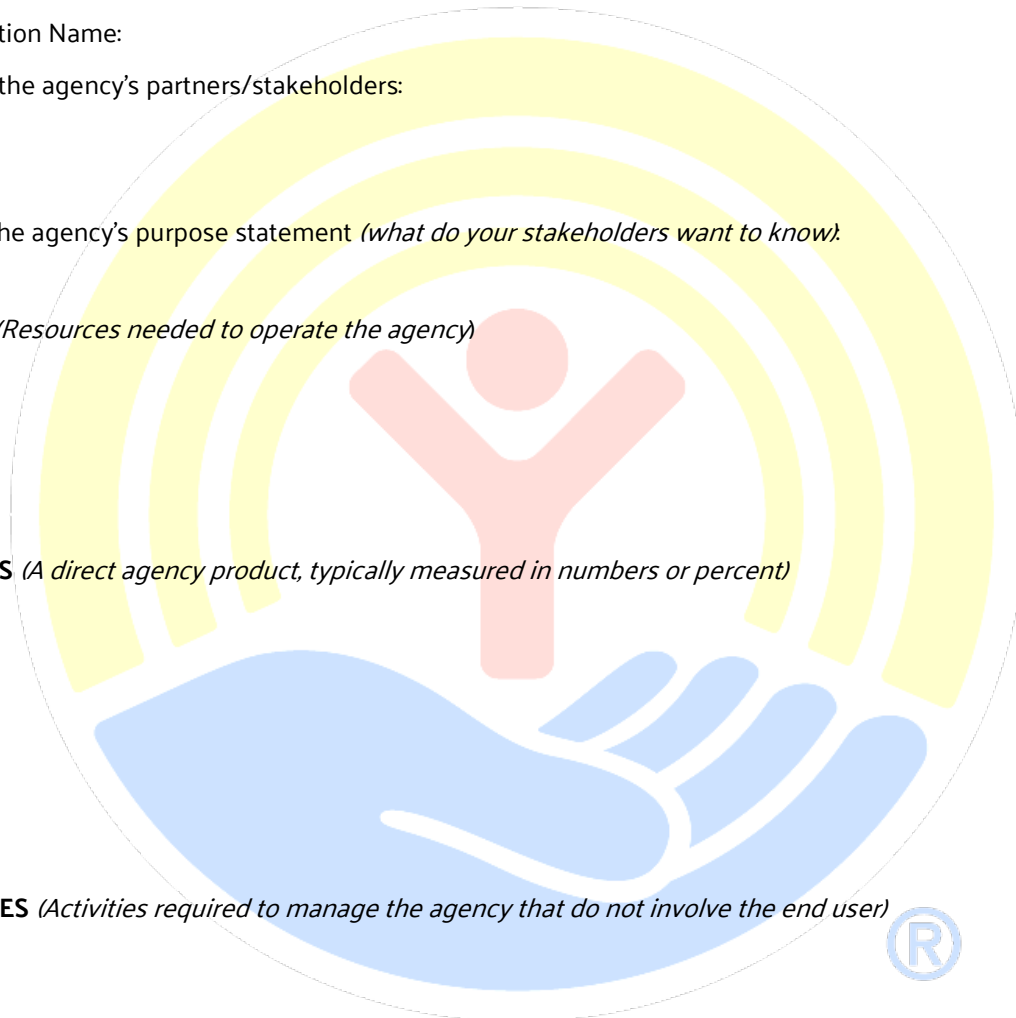 tion Name:
the agency's partners/stakeholders:
he agency's purpose statement (what do your stakeholders want to know):
(Resources needed to operate the agency)
S (A direct agency product, typically measured in numbers or percent)
ES (Activities required to manage the agency that do not involve the end user)
®